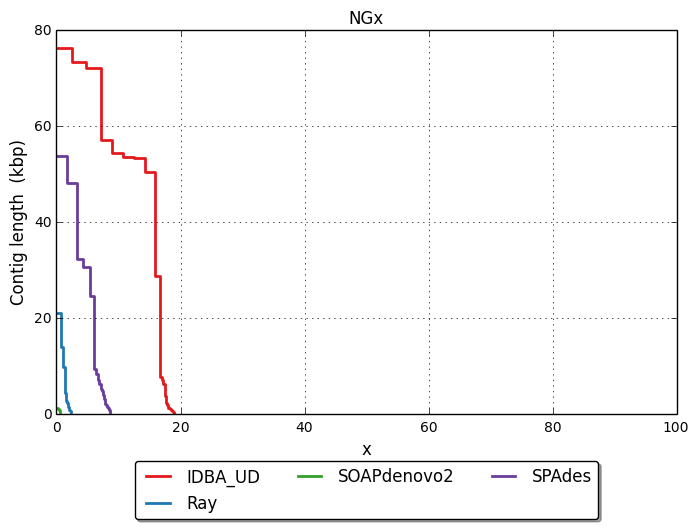 NGx
80
60
40
20
0
Contig length (kbp)
0 20 40 60 80 100
x
IDBA_UD SOAPdenovo2 SPAdes
Ray